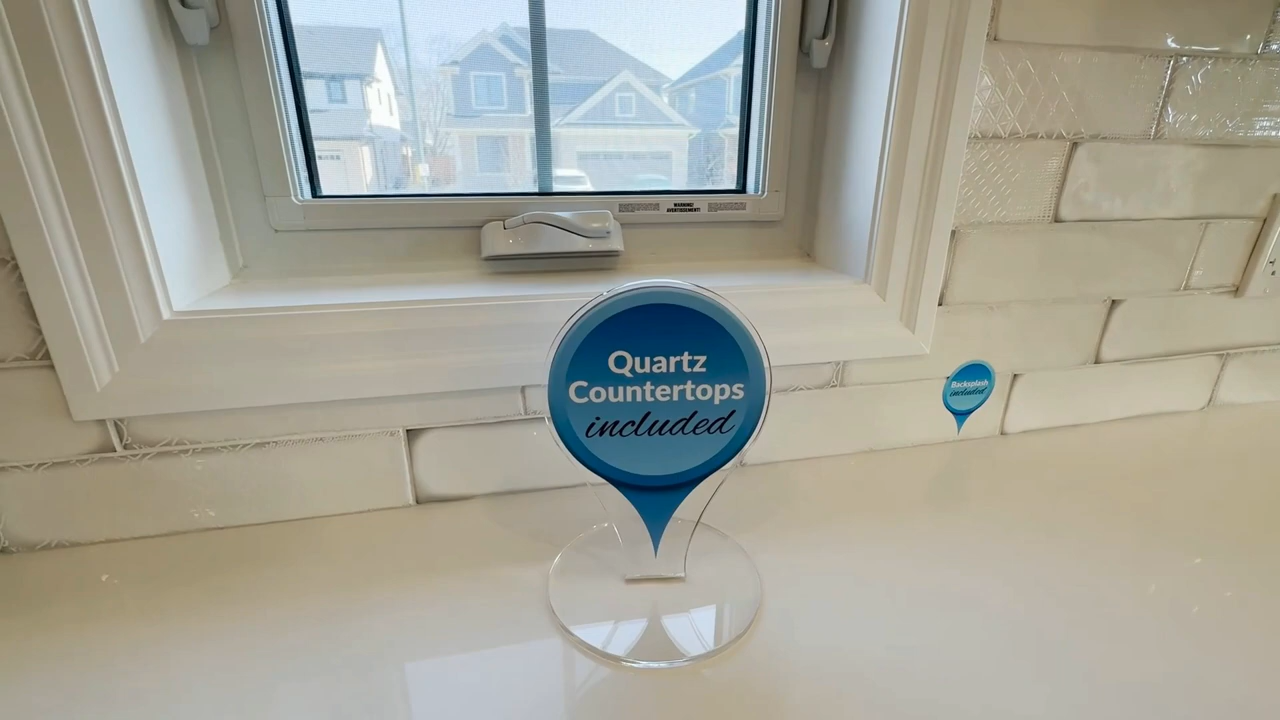 WARNING!
AVERTISSEMENT!
Quartz
Countertops
included
Backsplash
included